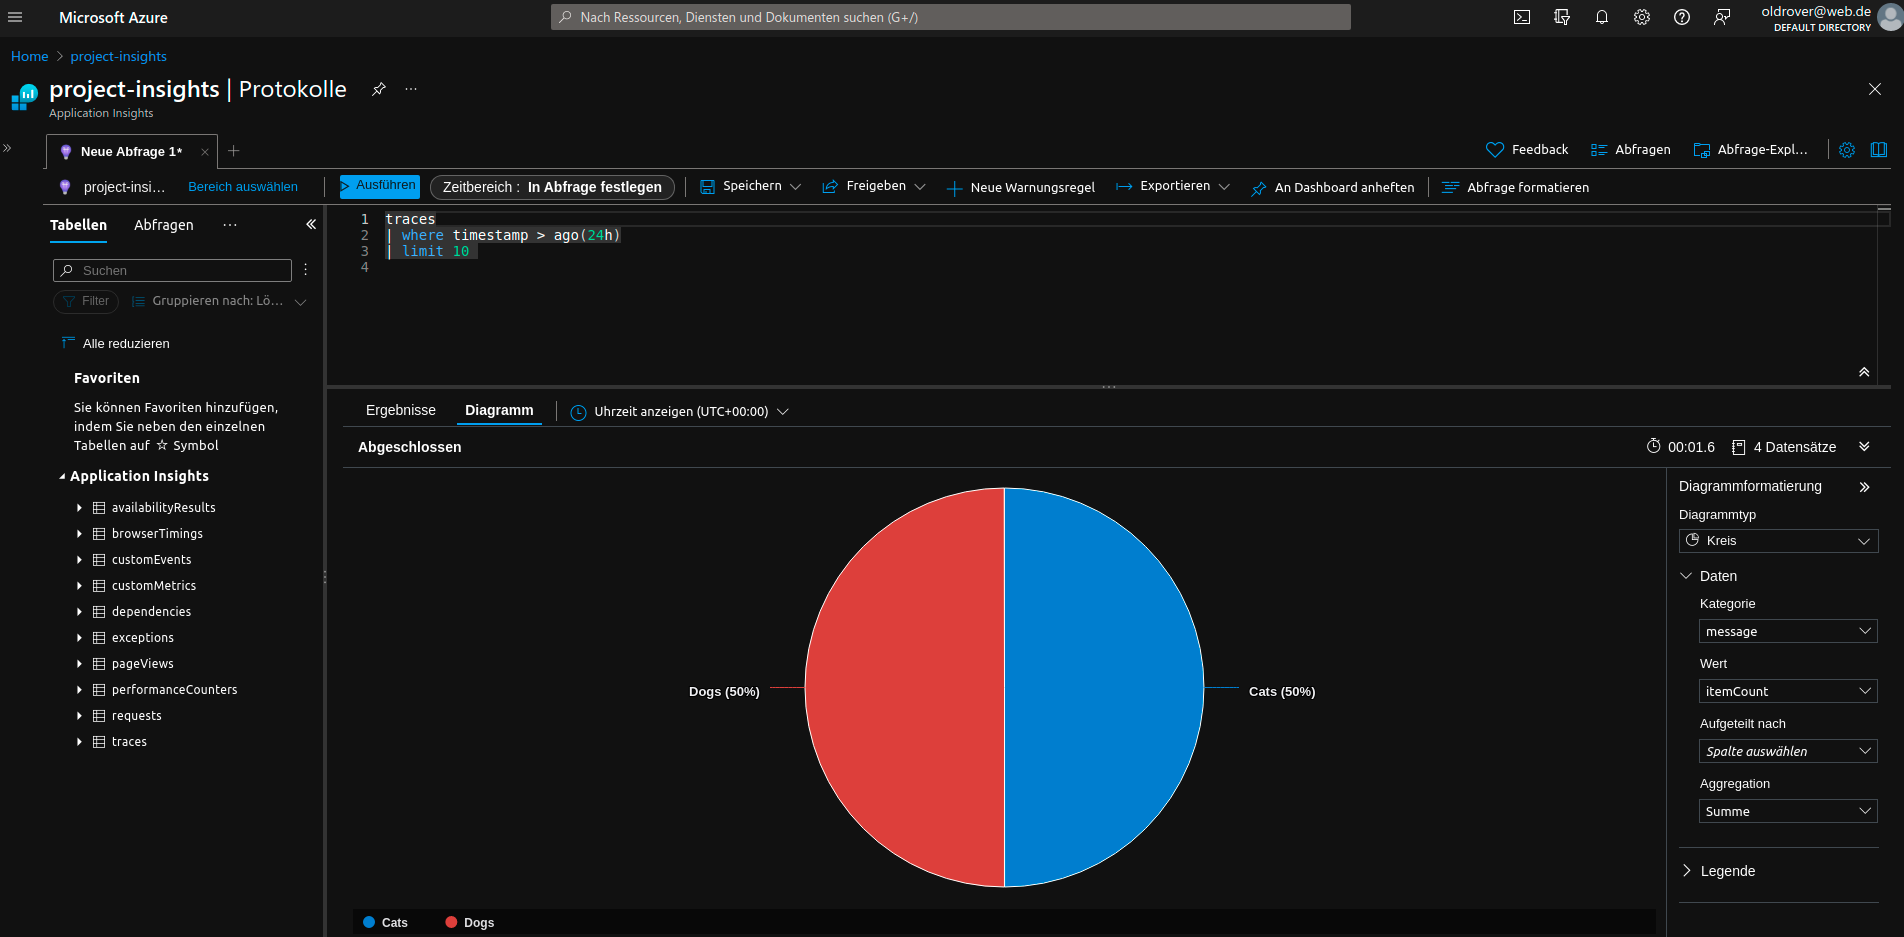 Microsoft Azure
Nach Ressourcen, Diensten und Dokumenten suchen (G+/)
oldrover@web.de
DEFAULT DIRECTORY
Home > project-insights
project-insights | Protokolle
Application Insights
Neue Abfrage 1*
Feedback
Abfragen
Abfrage-Expl...
project-insi...
Bereich auswählen
Ausführen
Zeitbereich : In Abfrage festlegen
Speichern
Freigeben
Neue Warnungsregel
Exportieren
An Dashboard anheften
Abfrage formatieren
Tabellen
Abfragen
Suchen
Filter
Gruppieren nach: Lö...
Alle reduzieren
Favoriten
Sie können Favoriten hinzufügen,
indem Sie neben den einzelnen
Tabellen auf ☆ Symbol
Application Insights
availabilityResults
browserTimings
customEvents
customMetrics
dependencies
exceptions
pageViews
performanceCounters
requests
traces
1 traces
2 | where timestamp > ago(24h)
3 | limit 10
4
Ergebnisse
Diagramm
Uhrzeit anzeigen (UTC+00:00)
Abgeschlossen
00:01.6
4 Datensätze
Dogs (50%)
Cats (50%)
Cats
Dogs
Diagrammformatierung
Diagrammtyp
Kreis
Daten
Kategorie
message
Wert
itemCount
Aufgeteilt nach
Spalte auswählen
Aggregation
Summe
Legende